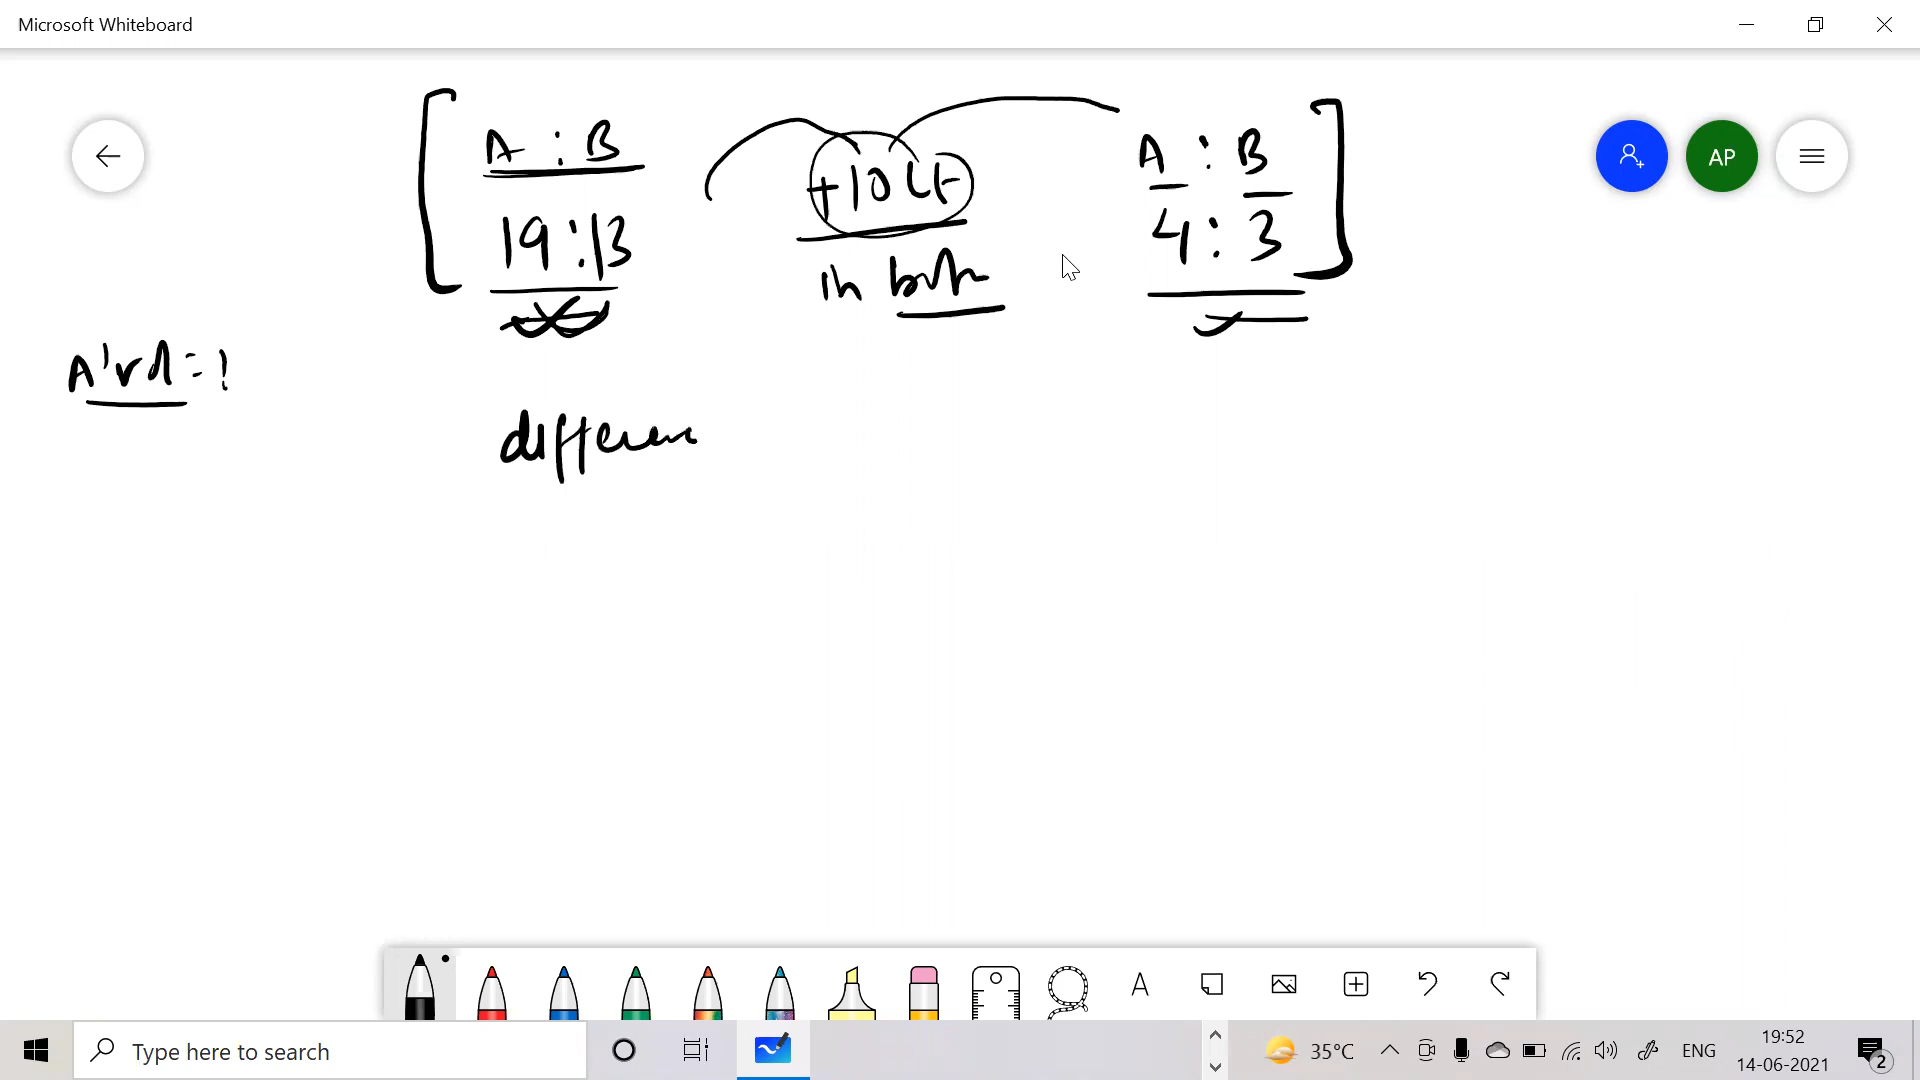 Microsoft Whiteboard
A : B
19 : 13
+10
in both
A : B
4 : 3
AP
differen
A
Type here to search
35°C
ENG
19:52
14-06-2021
2